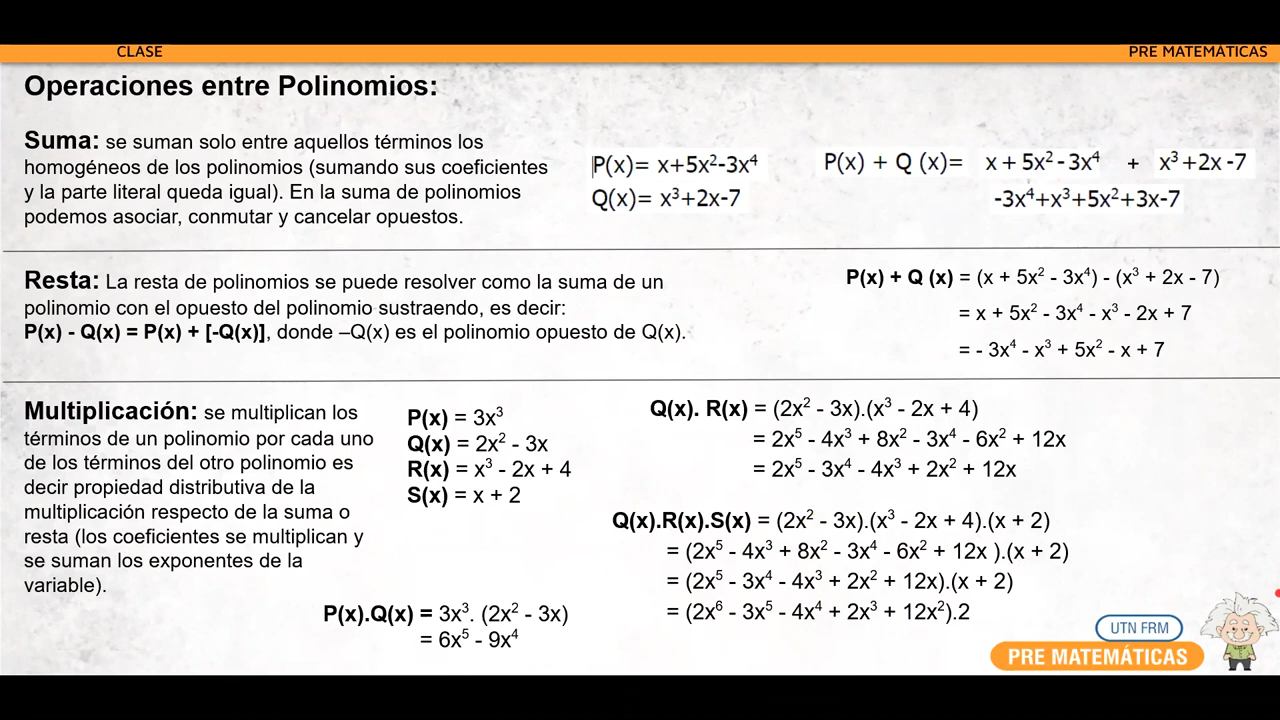 CLASE
PRE MATEMÁTICAS
Operaciones entre Polinomios:
Suma: se suman solo entre aquellos términos los
homogéneos de los polinomios (sumando sus coeficientes
y la parte literal queda igual). En la suma de polinomios
podemos asociar, conmutar y cancelar opuestos.
P(x)= x+5x²-3x⁴
Q(x)= x³+2x-7
P(x) + Q (x)= x + 5x² - 3x⁴ + x³ +2x -7
-3x⁴+x³+5x²+3x-7
Resta: La resta de polinomios se puede resolver como la suma de un
polinomio con el opuesto del polinomio sustraendo, es decir:
P(x) - Q(x) = P(x) + [-Q(x)], donde –Q(x) es el polinomio opuesto de Q(x).
P(x) + Q (x) = (x + 5x² - 3x⁴) - (x³ + 2x - 7)
= x + 5x² - 3x⁴ - x³ - 2x + 7
= - 3x⁴ - x³ + 5x² - x + 7
Multiplicación: se multiplican los
términos de un polinomio por cada uno
de los términos del otro polinomio es
decir propiedad distributiva de la
multiplicación respecto de la suma o
resta (los coeficientes se multiplican y
se suman los exponentes de la
variable).
P(x) = 3x³
Q(x) = 2x² - 3x
R(x) = x³ - 2x + 4
S(x) = x + 2
P(x).Q(x) = 3x³. (2x² - 3x)
= 6x⁵ - 9x⁴
Q(x). R(x) = (2x² - 3x).(x³ - 2x + 4)
= 2x⁵ - 4x³ + 8x² - 3x⁴ - 6x² + 12x
= 2x⁵ - 3x⁴ - 4x³ + 2x² + 12x
Q(x).R(x).S(x) = (2x² - 3x).(x³ - 2x + 4).(x + 2)
= (2x⁵ - 4x³ + 8x² - 3x⁴ - 6x² + 12x ).(x + 2)
= (2x⁵ - 3x⁴ - 4x³ + 2x² + 12x).(x + 2)
= (2x⁶ - 3x⁵ - 4x⁴ + 2x³ + 12x²).2
UTN FRM
PRE MATEMÁTICAS